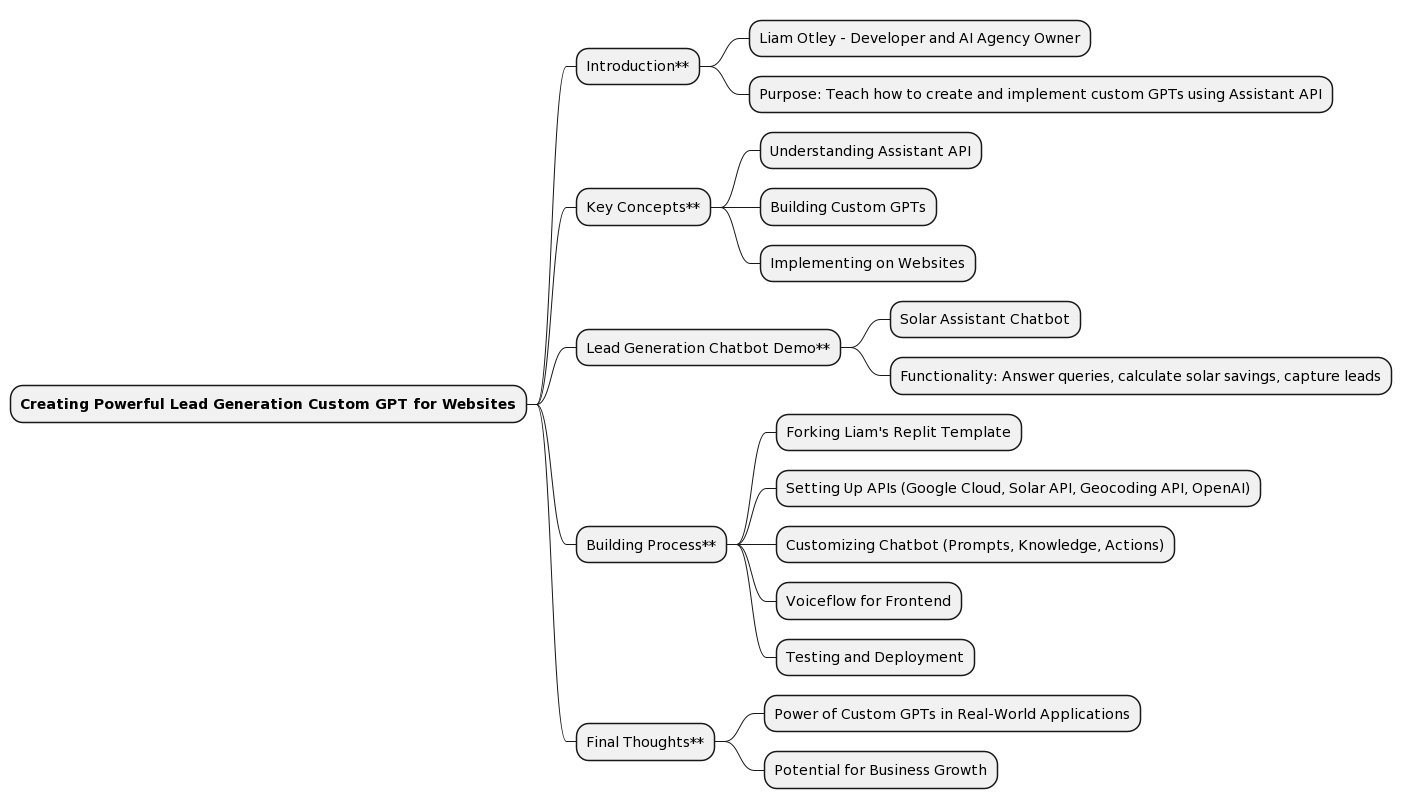 Creating Powerful Lead Generation Custom GPT for Websites
Introduction**
Liam Otley - Developer and AI Agency Owner
Purpose: Teach how to create and implement custom GPTs using Assistant API
Key Concepts**
Understanding Assistant API
Building Custom GPTs
Implementing on Websites
Lead Generation Chatbot Demo**
Solar Assistant Chatbot
Functionality: Answer queries, calculate solar savings, capture leads
Building Process**
Forking Liam's Replit Template
Setting Up APIs (Google Cloud, Solar API, Geocoding API, OpenAI)
Customizing Chatbot (Prompts, Knowledge, Actions)
Voiceflow for Frontend
Testing and Deployment
Final Thoughts**
Power of Custom GPTs in Real-World Applications
Potential for Business Growth